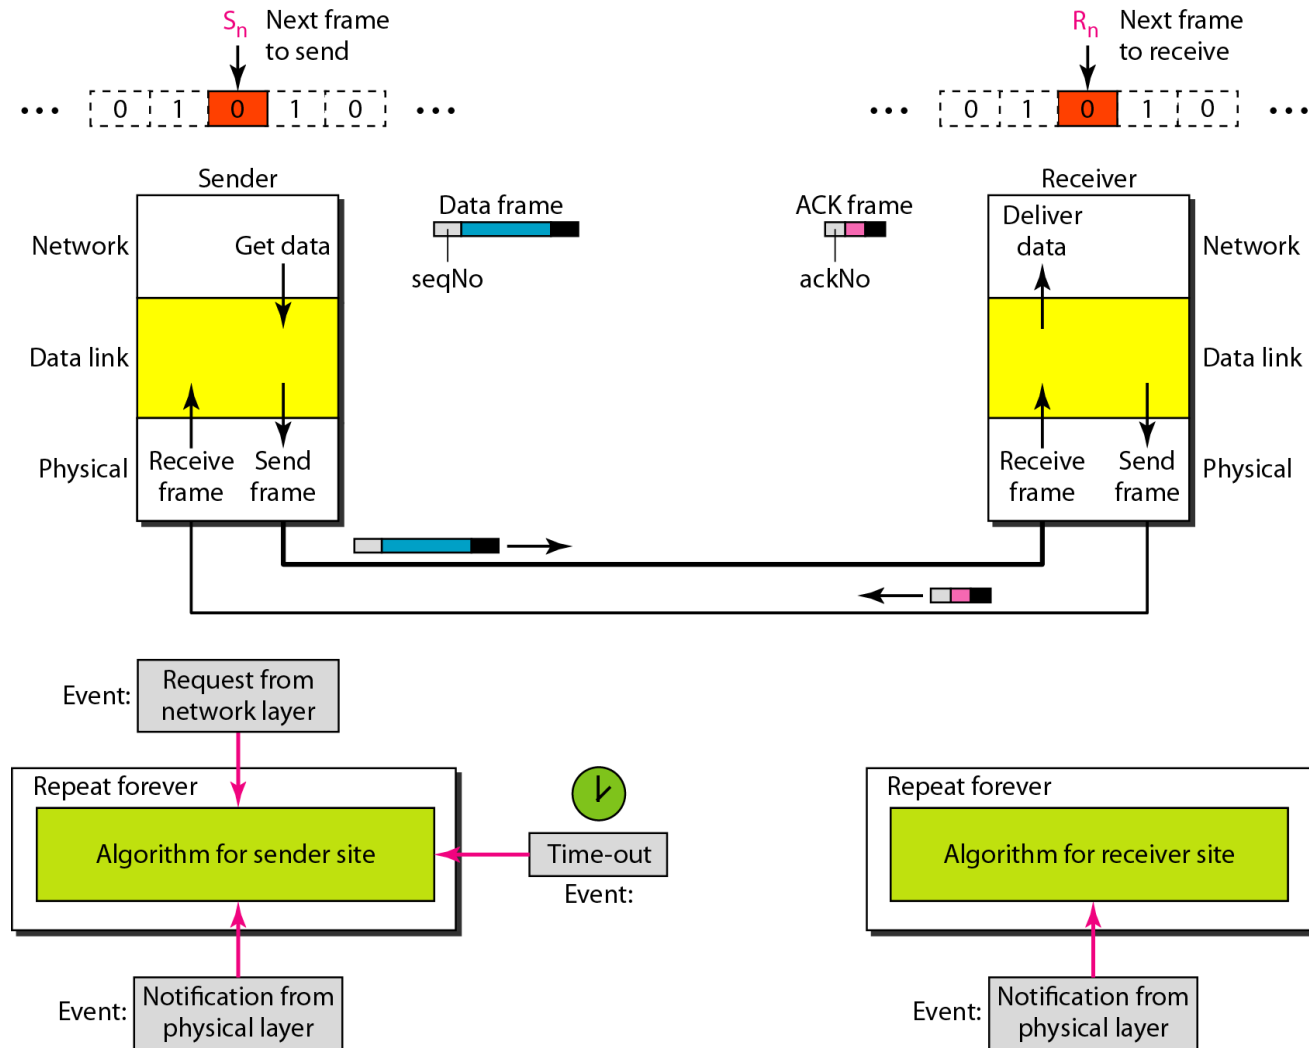 Sn Next frame
to send
Rn Next frame
to receive
••• 0 1 0 1 0 •••
••• 0 1 0 1 0 •••
Sender
Receiver
Data frame
ACK frame
seqNo
ackNo
Network
Get data
Deliver
data
Network
Data link
Data link
Physical
Receive
frame
Send
frame
Receive
frame
Send
frame
Physical
Event:
Request from
network layer
Repeat forever
Algorithm for sender site
Time-out
Event:
Repeat forever
Algorithm for receiver site
Event:
Notification from
physical layer
Event:
Notification from
physical layer